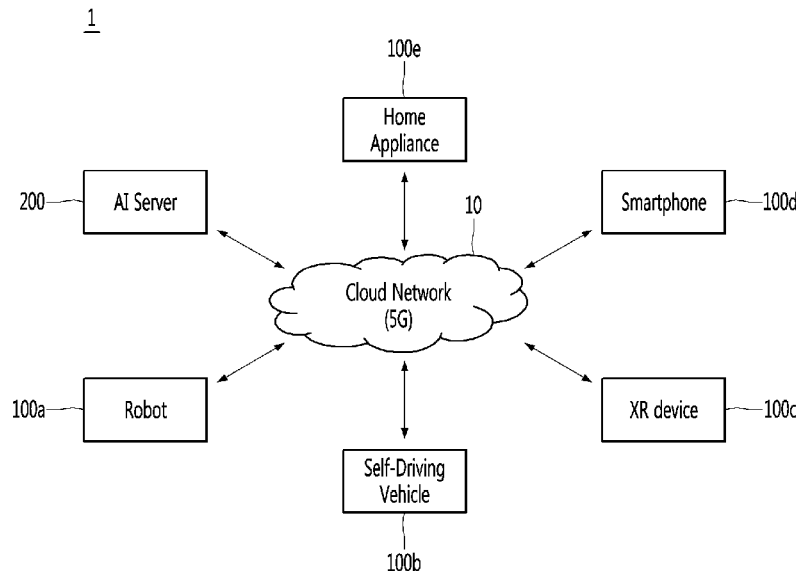 1
100e
Home
Appliance
200
AI Server
10
Smartphone
100d
Cloud Network
(5G)
100a
Robot
XR device
100c
Self-Driving
Vehicle
100b